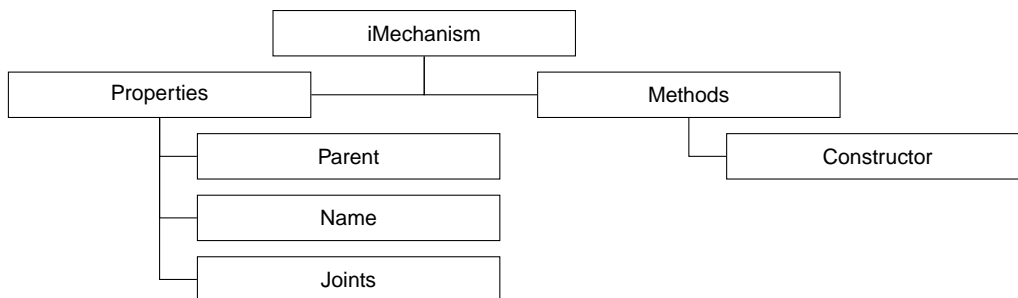 iMechanism
Properties
Methods
Parent
Constructor
Name
Joints